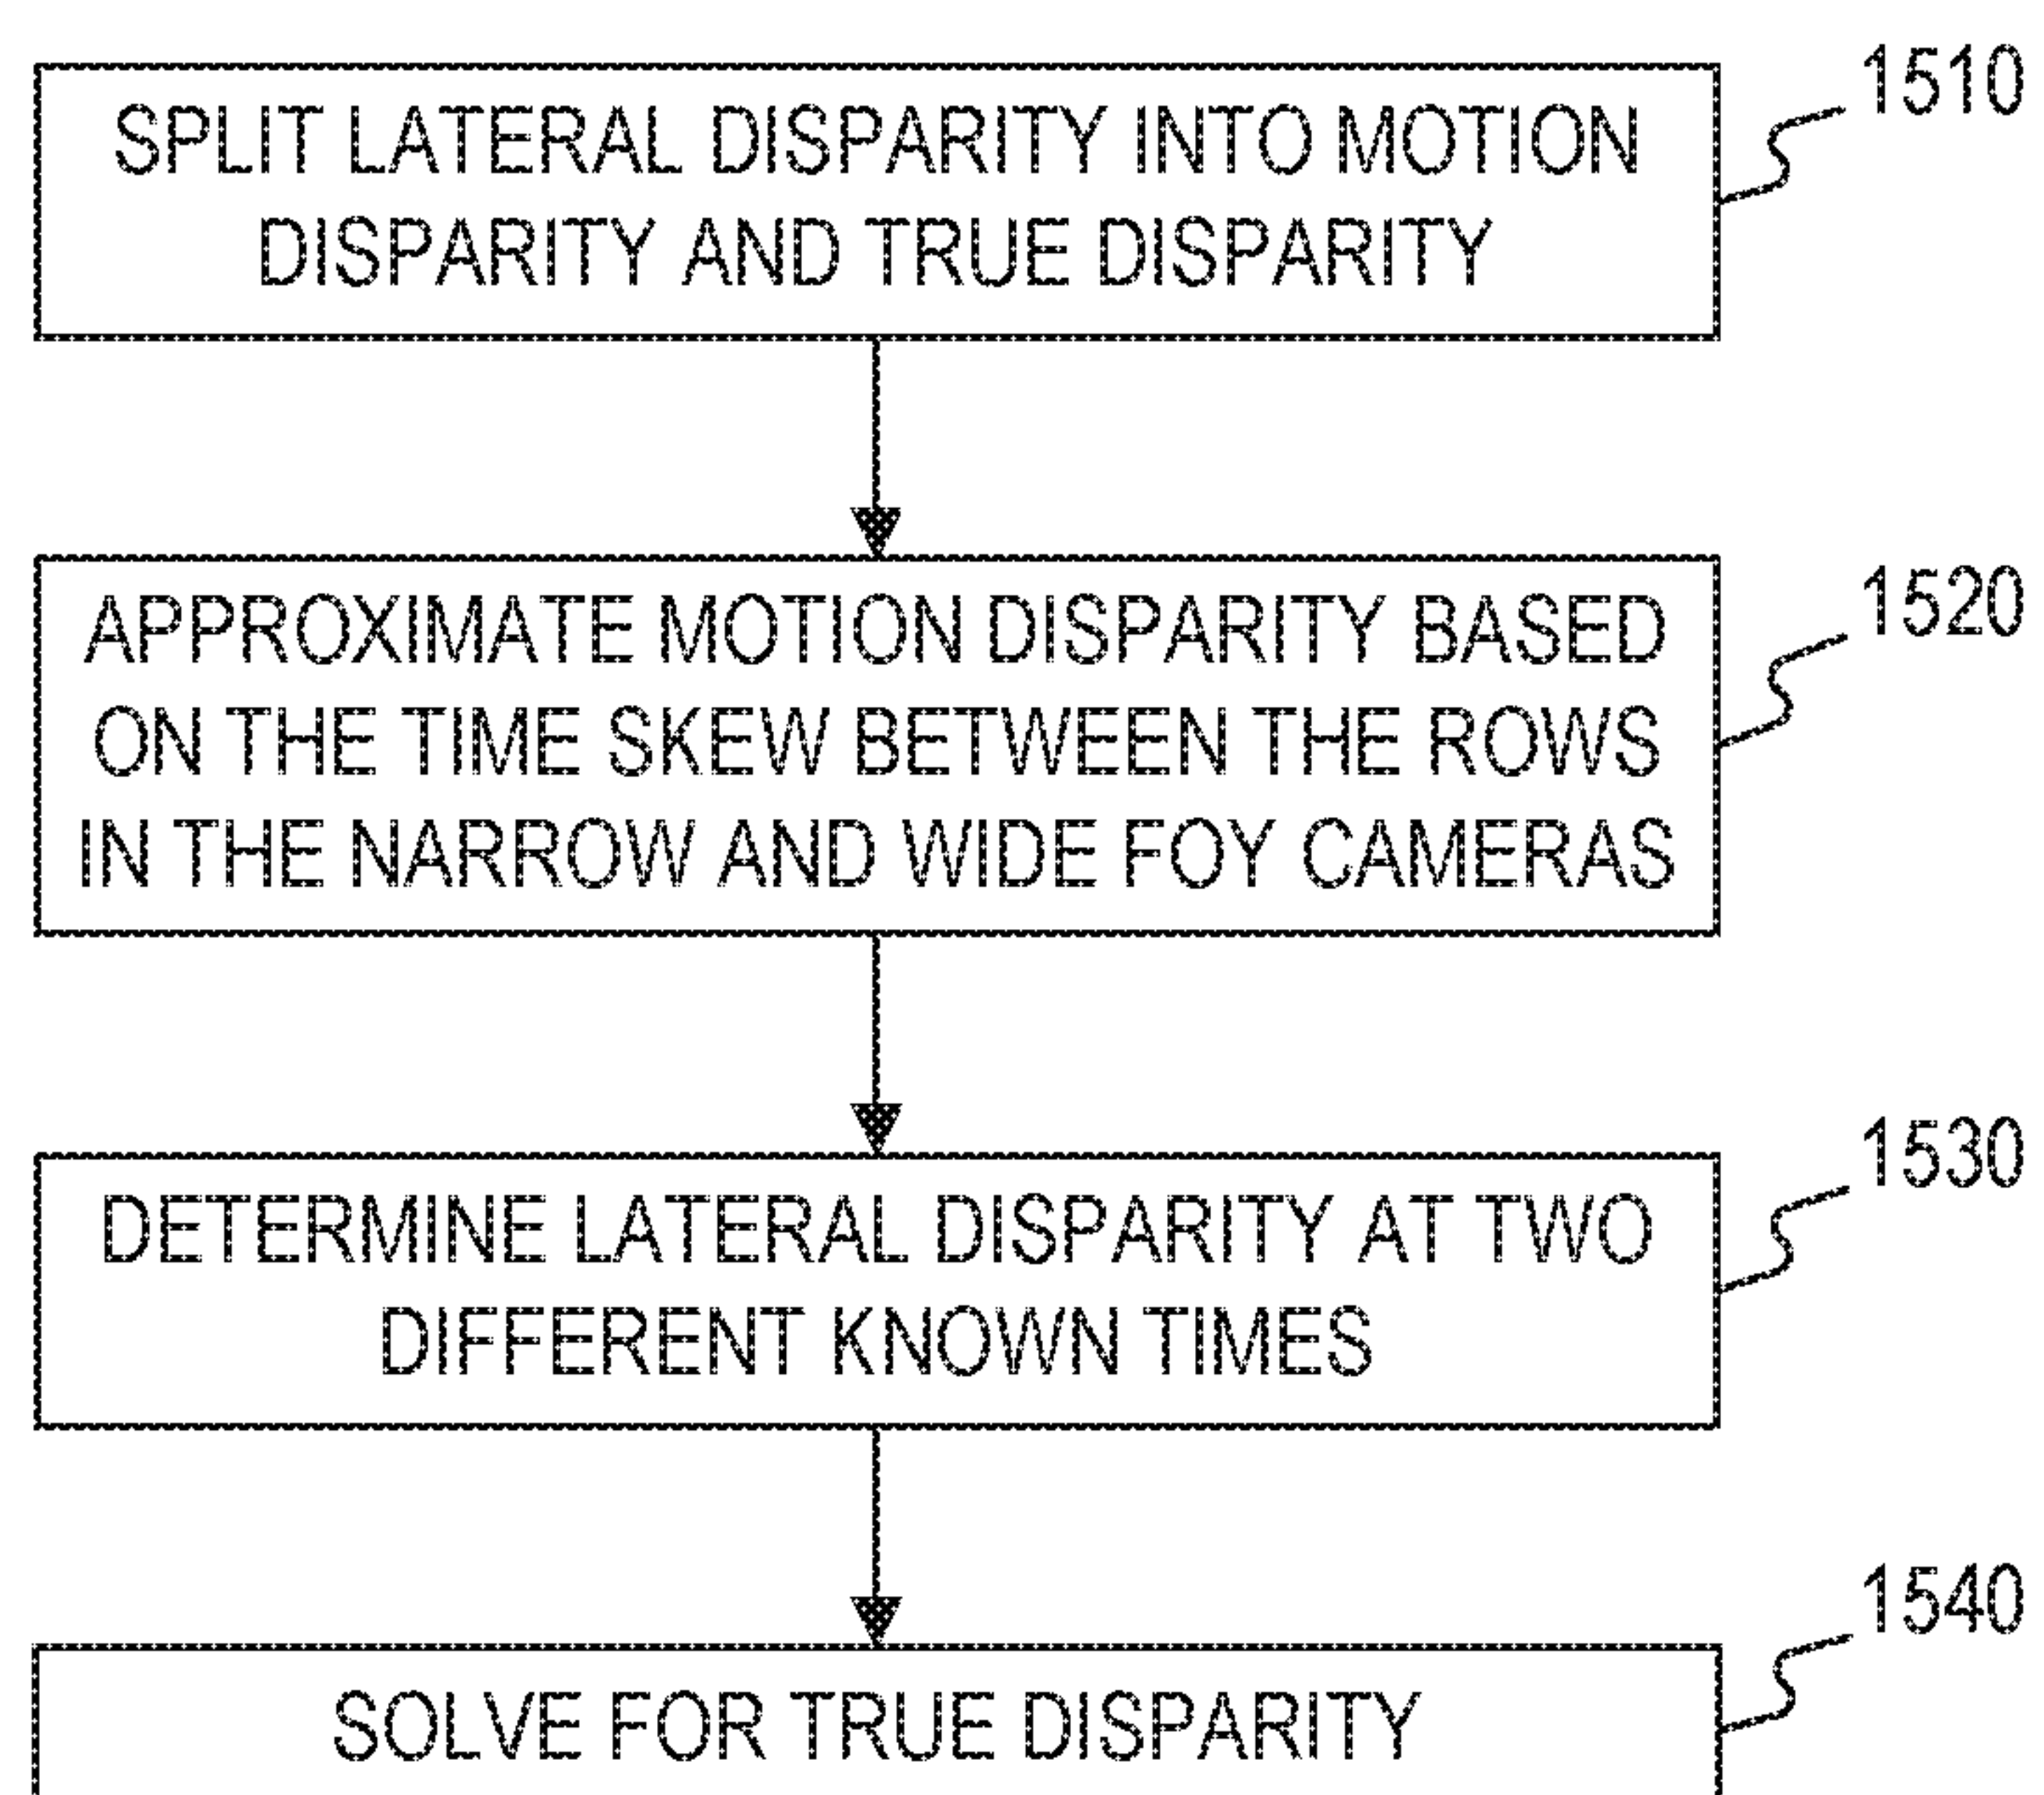 1510
SPLIT LATERAL DISPARITY INTO MOTION
DISPARITY AND TRUE DISPARITY
1520
APPROXIMATE MOTION DISPARITY BASED
ON THE TIME SKEW BETWEEN THE ROWS
IN THE NARROW AND WIDE FOY CAMERAS
1530
DETERMINE LATERAL DISPARITY AT TWO
DIFFERENT KNOWN TIMES
1540
SOLVE FOR TRUE DISPARITY